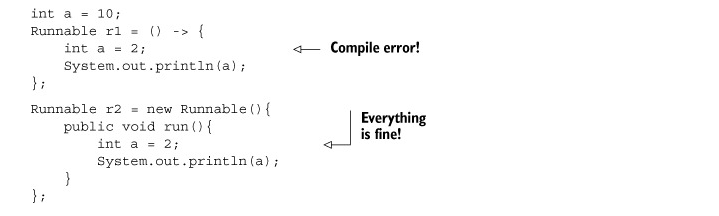 int a = 10;
Runnable r1 = () -> {
    int a = 2;
    System.out.println(a);
};
Compile error!
Runnable r2 = new Runnable(){
    public void run(){
        int a = 2;
        System.out.println(a);
    }
};
Everything
is fine!